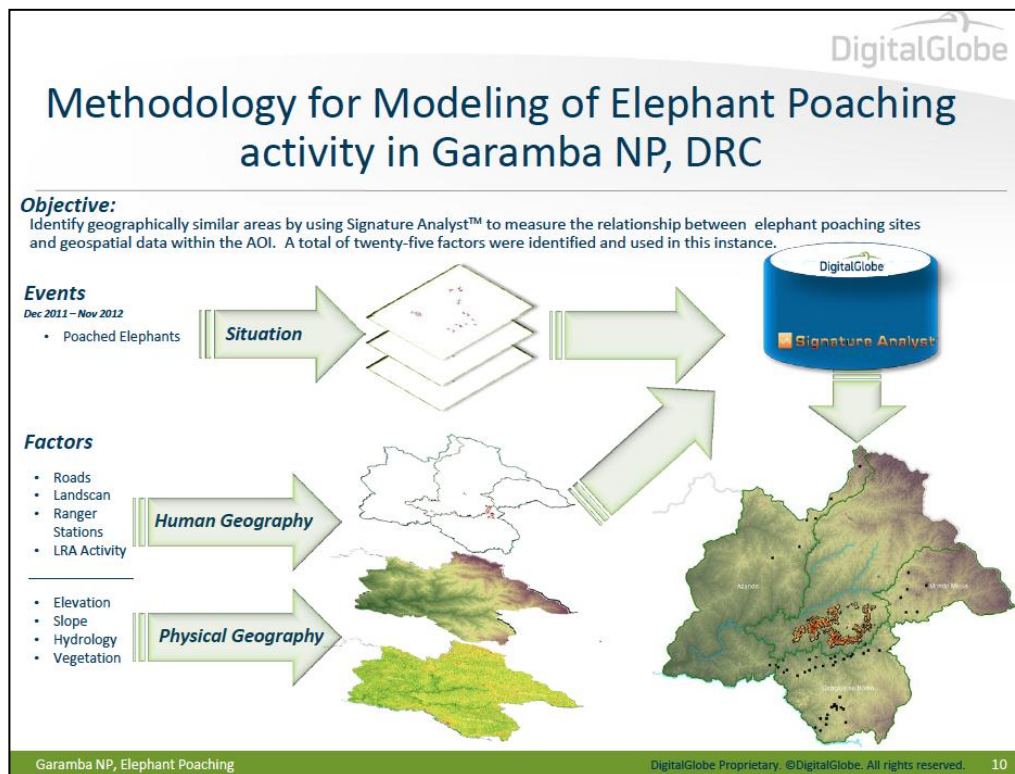 DigitalGlobe
Methodology for Modeling of Elephant Poaching
activity in Garamba NP, DRC
Objective:
Identify geographically similar areas by using Signature Analyst™ to measure the relationship between elephant poaching sites
and geospatial data within the AOI. A total of twenty-five factors were identified and used in this instance.
DigitalGlobe
Signature Analyst
Events
Dec 2011 – Nov 2012
• Poached Elephants
Situation
Factors
• Roads
• Landscan
• Ranger
Stations
• LRA Activity
Human Geography
• Elevation
• Slope
• Hydrology
• Vegetation
Physical Geography
Azande
Mondo Missa
Garamba NP, Elephant Poaching
DigitalGlobe Proprietary. ©DigitalGlobe. All rights reserved. 10